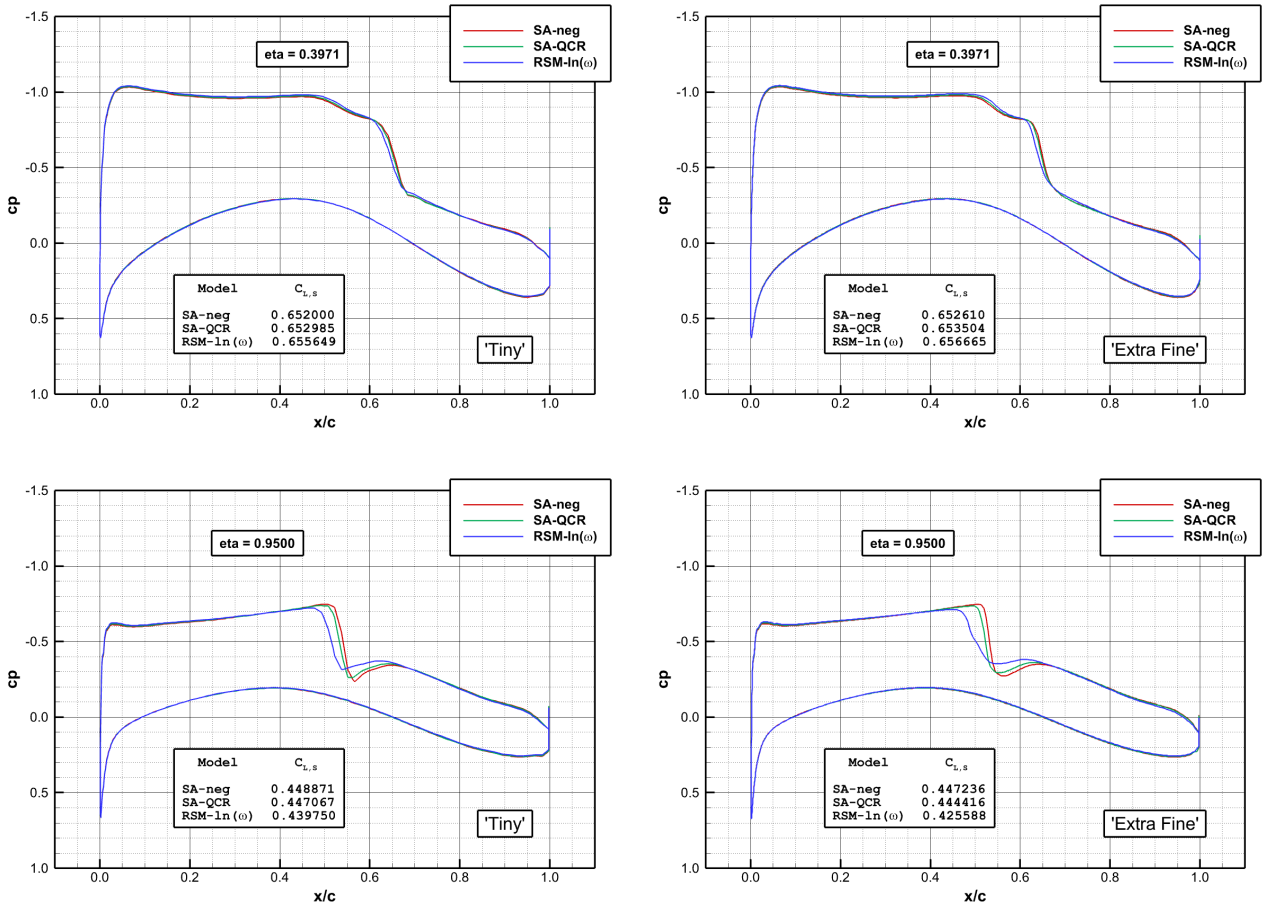 -1.5
-1.0
-0.5
0.0
0.5
1.0
cp
0.0 0.2 0.4 0.6 0.8 1.0
x/c
SA-neg
SA-QCR
RSM-ln(ω)
eta = 0.3971
Model C_L,s
SA-neg 0.652000
SA-QCR 0.652985
RSM-ln(ω) 0.655649
'Tiny'
-1.5
-1.0
-0.5
0.0
0.5
1.0
cp
0.0 0.2 0.4 0.6 0.8 1.0
x/c
SA-neg
SA-QCR
RSM-ln(ω)
eta = 0.3971
Model C_L,s
SA-neg 0.652610
SA-QCR 0.653504
RSM-ln(ω) 0.656665
'Extra Fine'
-1.5
-1.0
-0.5
0.0
0.5
1.0
cp
0.0 0.2 0.4 0.6 0.8 1.0
x/c
SA-neg
SA-QCR
RSM-ln(ω)
eta = 0.9500
Model C_L,s
SA-neg 0.448871
SA-QCR 0.447067
RSM-ln(ω) 0.439750
'Tiny'
-1.5
-1.0
-0.5
0.0
0.5
1.0
cp
0.0 0.2 0.4 0.6 0.8 1.0
x/c
SA-neg
SA-QCR
RSM-ln(ω)
eta = 0.9500
Model C_L,s
SA-neg 0.447236
SA-QCR 0.444416
RSM-ln(ω) 0.425588
'Extra Fine'